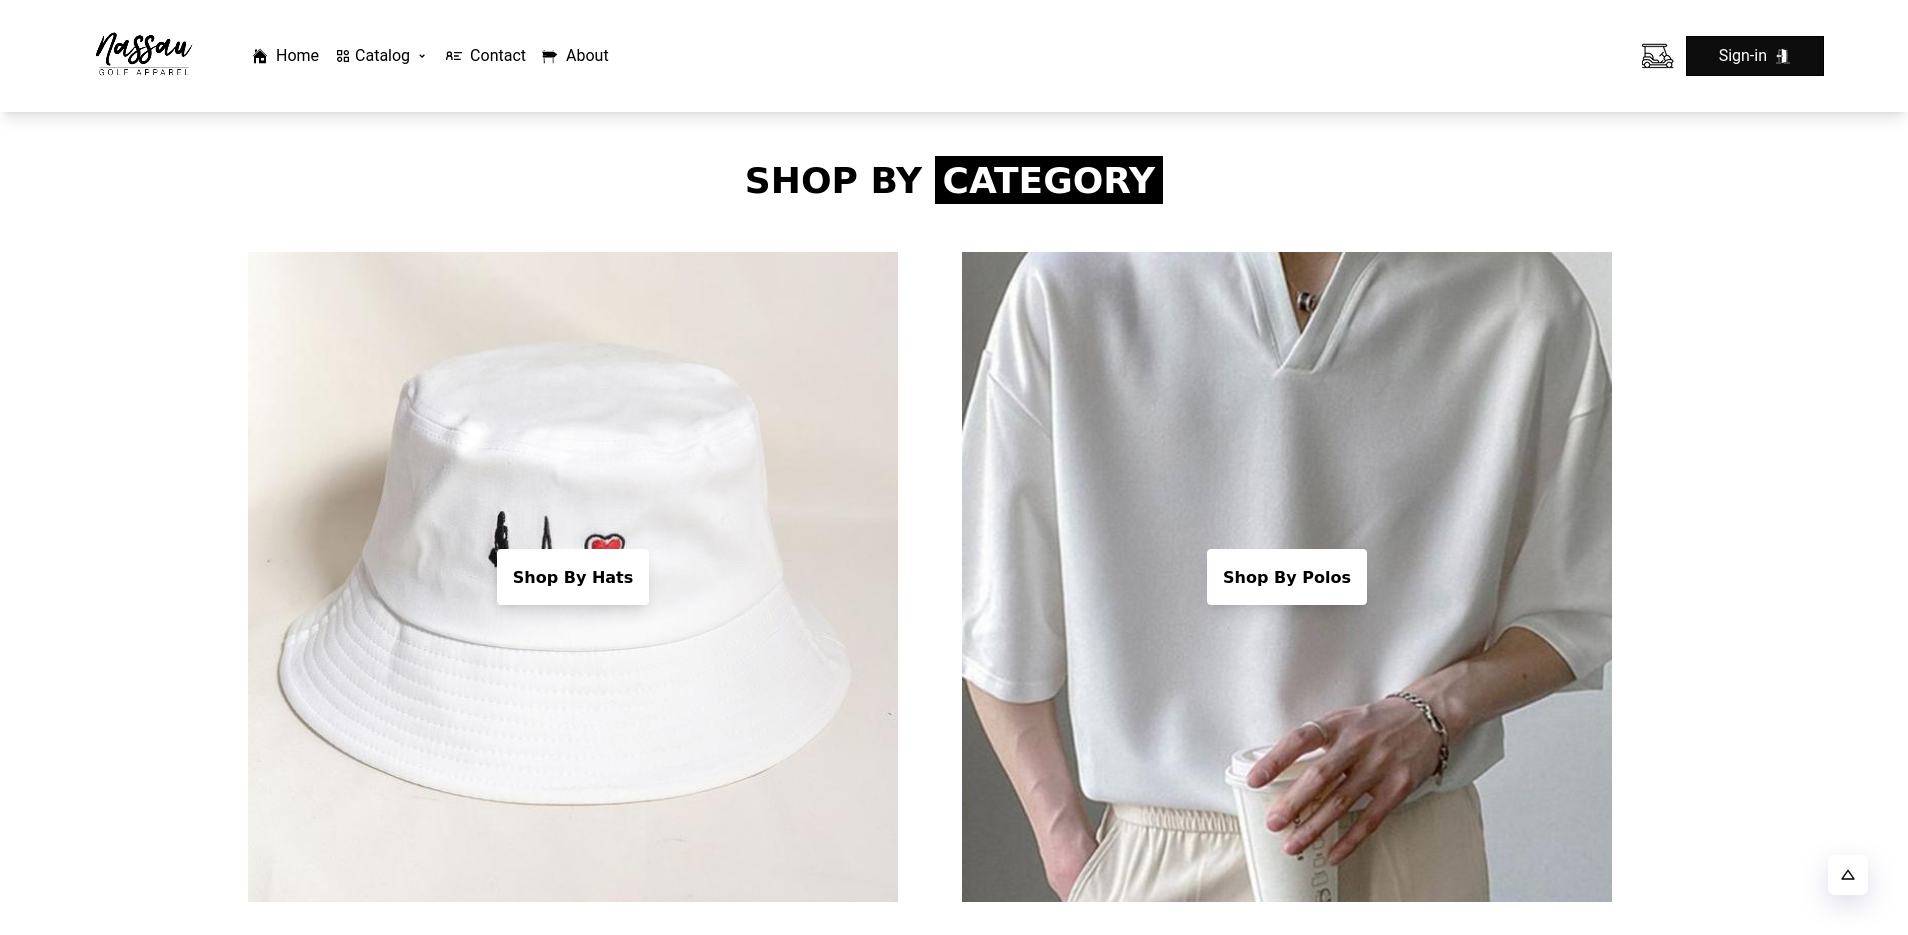 Nassau
GOLF APPAREL
Home
Catalog
Contact
About
Sign-in
SHOP BY CATEGORY
Shop By Hats
Shop By Polos